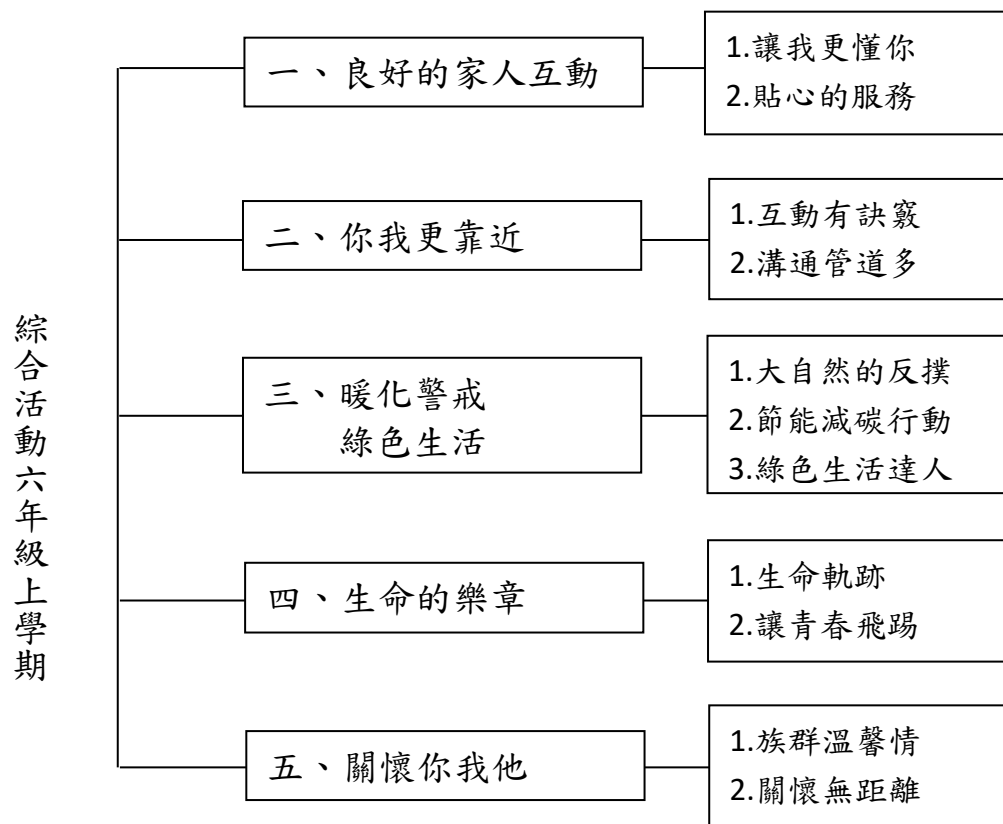 綜合活動六年級上學期
一、良好的家人互動
1.讓我更懂你
2.貼心的服務
二、你我更靠近
1.互動有訣竅
2.溝通管道多
三、暖化警戒
綠色生活
1.大自然的反撲
2.節能減碳行動
3.綠色生活達人
四、生命的樂章
1.生命軌跡
2.讓青春飛踢
五、關懷你我他
1.族群溫馨情
2.關懷無距離